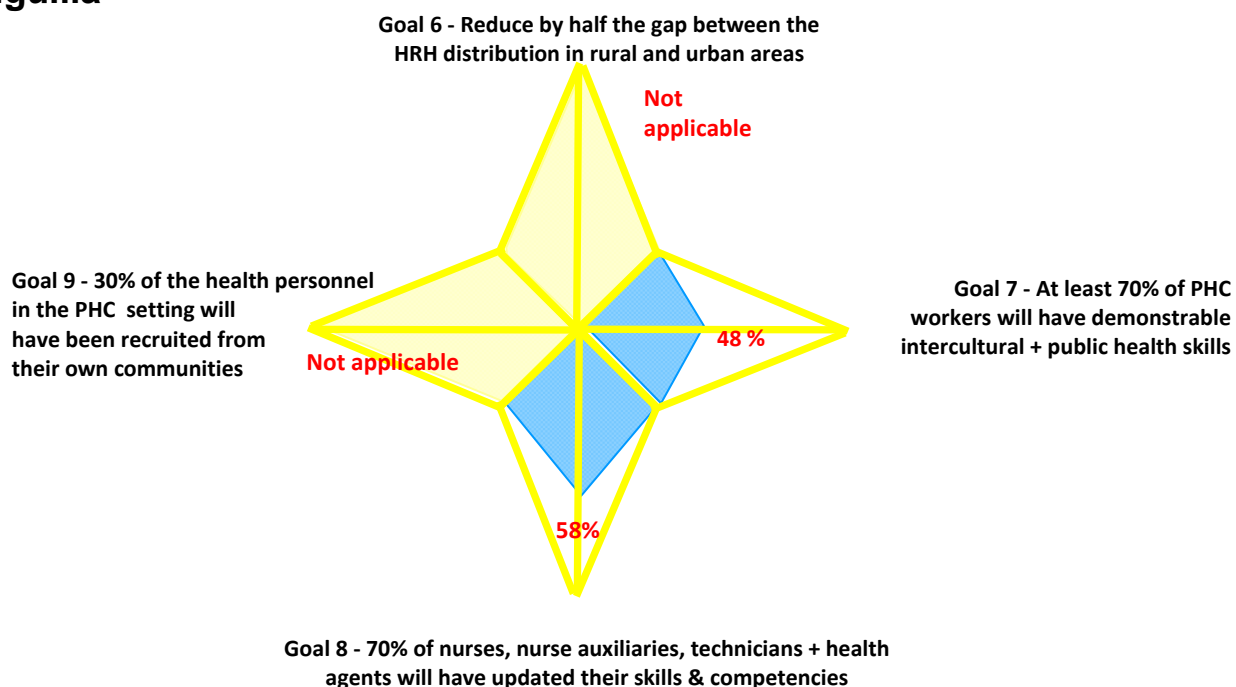 Goal 6 - Reduce by half the gap between the
HRH distribution in rural and urban areas
Not
applicable
Goal 9 - 30% of the health personnel
in the PHC setting will
have been recruited from
their own communities
Not applicable
48 %
Goal 7 - At least 70% of PHC
workers will have demonstrable
intercultural + public health skills
58%
Goal 8 - 70% of nurses, nurse auxiliaries, technicians + health
agents will have updated their skills & competencies